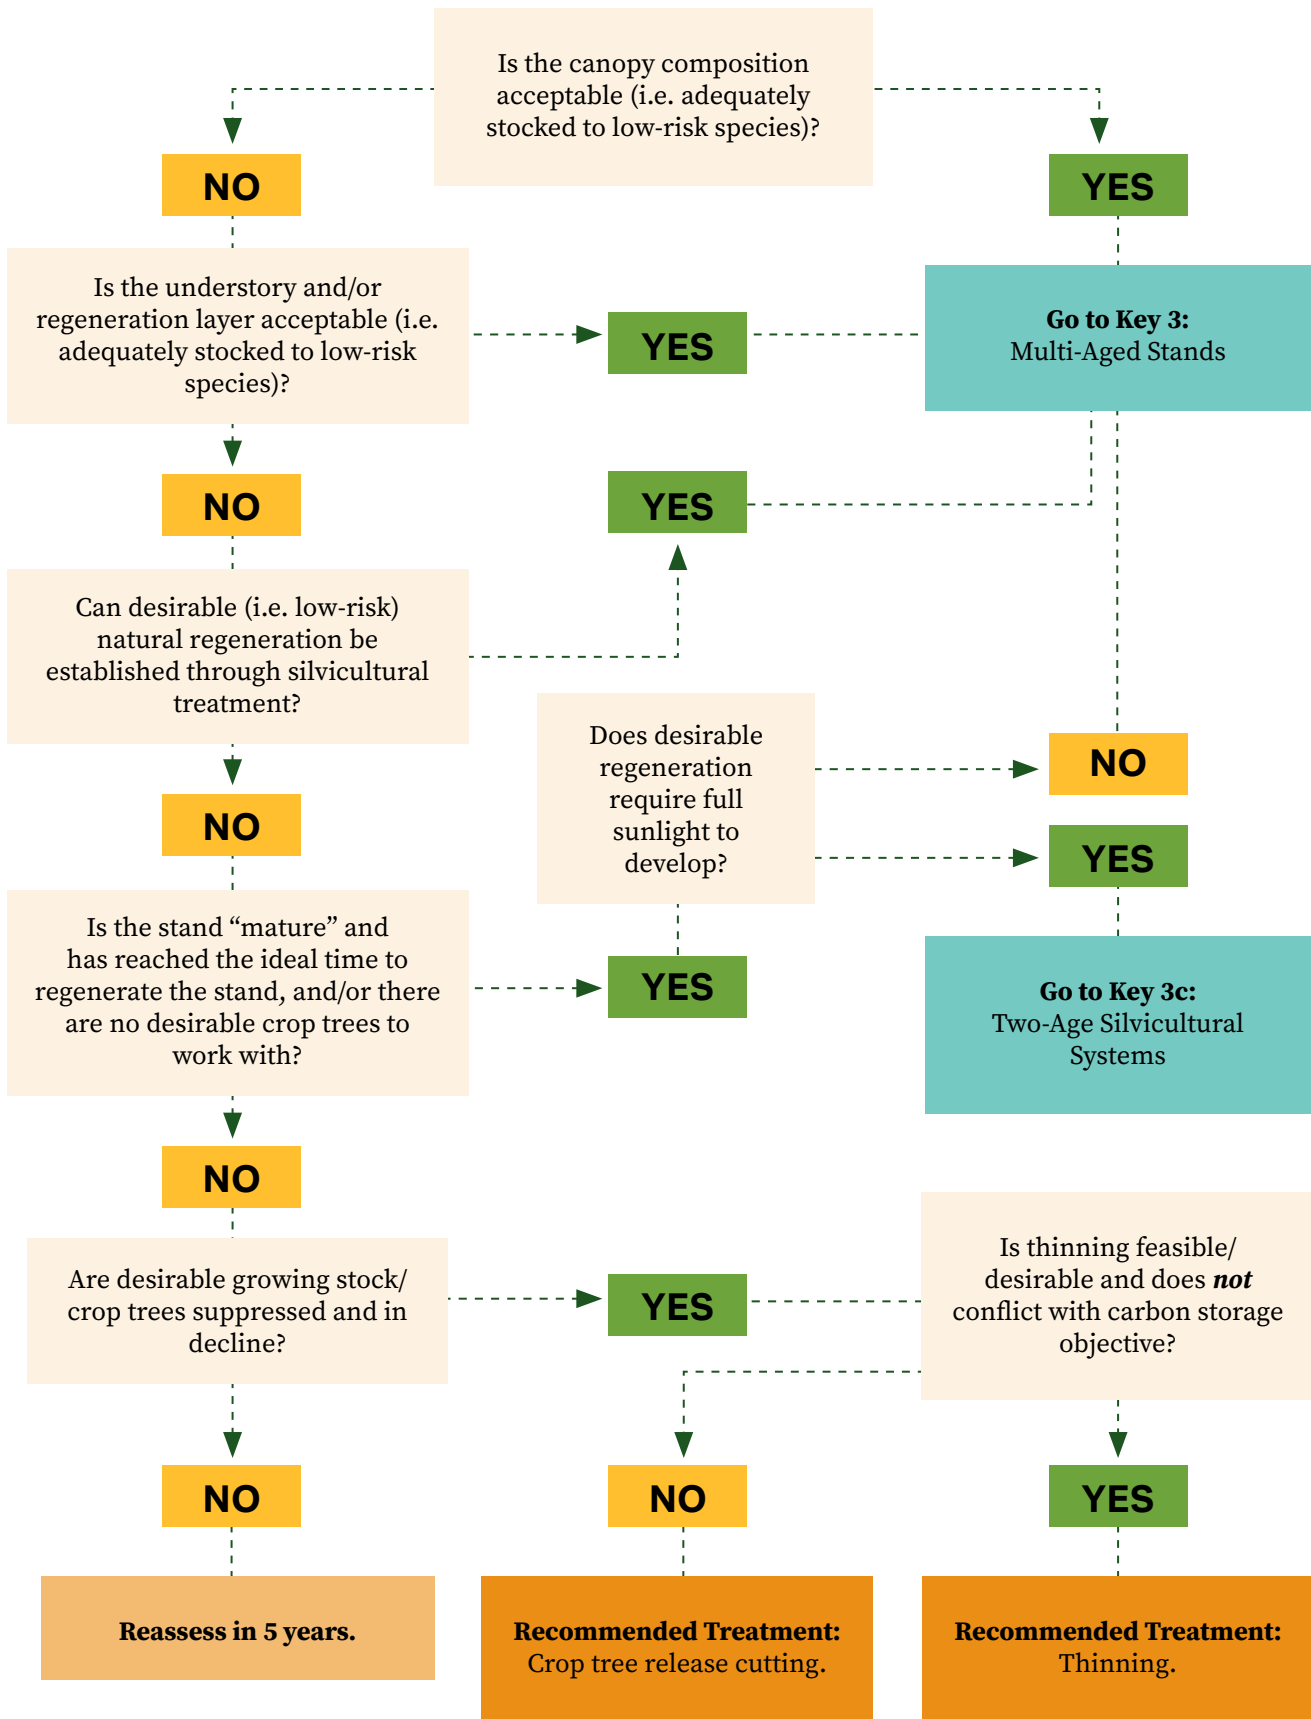 Is the canopy composition
acceptable (i.e. adequately
stocked to low-risk species)?
NO
YES
Is the understory and/or
regeneration layer acceptable (i.e.
adequately stocked to low-risk
species)?
YES
Go to Key 3:
Multi-Aged Stands
NO
YES
Can desirable (i.e. low-risk)
natural regeneration be
established through silvicultural
treatment?
Does desirable
regeneration
require full
sunlight to
develop?
NO
YES
NO
Is the stand “mature” and
has reached the ideal time to
regenerate the stand, and/or there
are no desirable crop trees to
work with?
YES
Go to Key 3c:
Two-Age Silvicultural
Systems
NO
Are desirable growing stock/
crop trees suppressed and in
decline?
YES
Is thinning feasible/
desirable and does not
conflict with carbon storage
objective?
NO
NO
YES
Reassess in 5 years.
Recommended Treatment:
Crop tree release cutting.
Recommended Treatment:
Thinning.